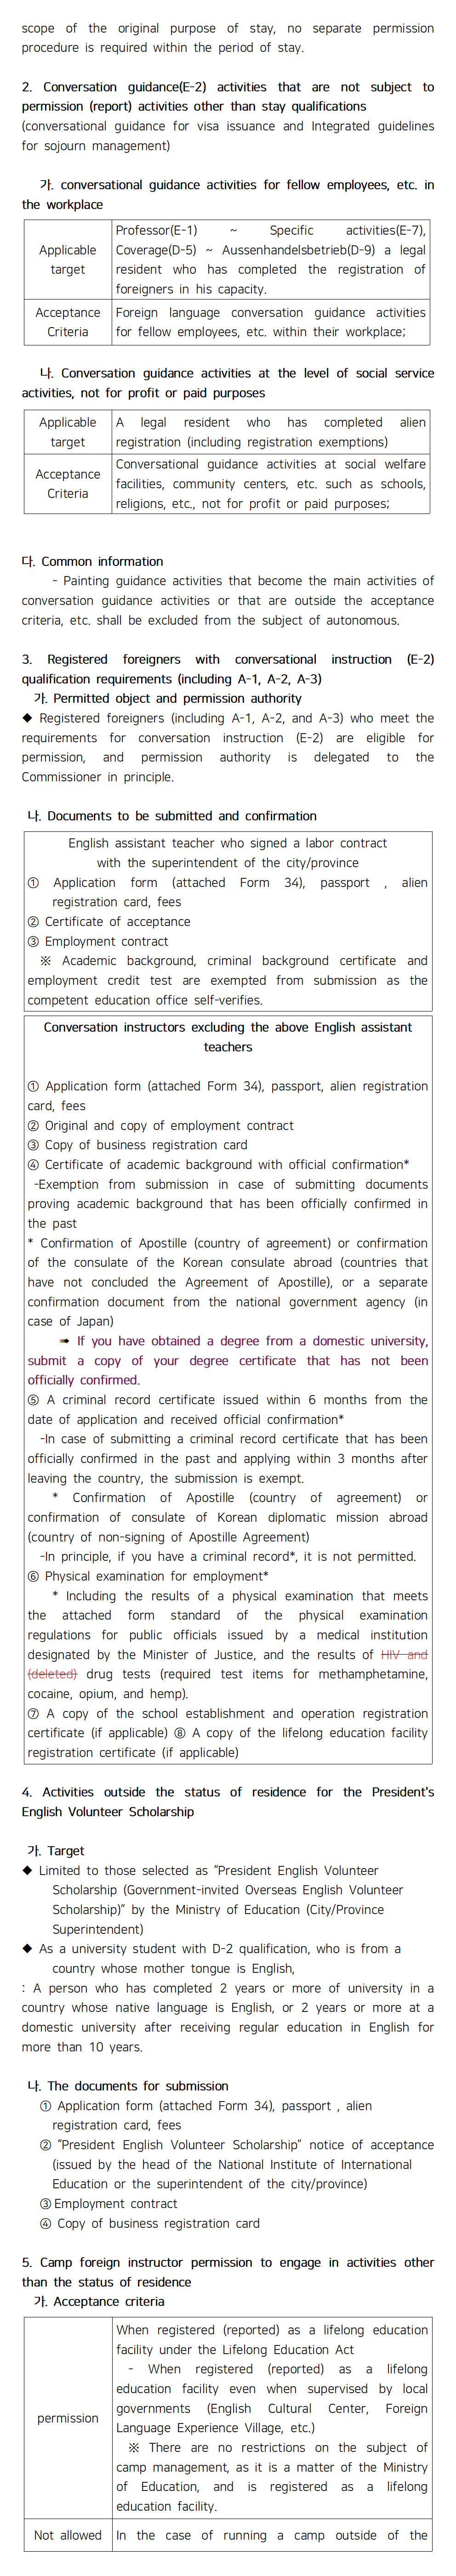 scope of the original purpose of stay, no separate permission
procedure is required within the period of stay.
2. Conversation guidance(E-2) activities that are not subject to
permission (report) activities other than stay qualifications
(conversational guidance for visa issuance and Integrated guidelines
for sojourn management)
가. conversational guidance activities for fellow employees, etc. in
the workplace
Applicable
target
Professor(E-1) ~ Specific activities(E-7),
Coverage(D-5) ~ Aussenhandelsbetrieb(D-9) a legal
resident who has completed the registration of
foreigners in his capacity.
Acceptance
Criteria
Foreign language conversation guidance activities
for fellow employees, etc. within their workplace;
나. Conversation guidance activities at the level of social service
activities, not for profit or paid purposes
Applicable
target
A legal resident who has completed alien
registration (including registration exemptions)
Acceptance
Criteria
Conversational guidance activities at social welfare
facilities, community centers, etc. such as schools,
religions, etc., not for profit or paid purposes;
다. Common information
- Painting guidance activities that become the main activities of
conversation guidance activities or that are outside the acceptance
criteria, etc. shall be excluded from the subject of autonomous.
3. Registered foreigners with conversational instruction (E-2)
qualification requirements (including A-1, A-2, A-3)
가. Permitted object and permission authority
◆ Registered foreigners (including A-1, A-2, and A-3) who meet the
requirements for conversation instruction (E-2) are eligible for
permission, and permission authority is delegated to the
Commissioner in principle.
나. Documents to be submitted and confirmation
English assistant teacher who signed a labor contract
with the superintendent of the city/province
① Application form (attached Form 34), passport , alien
registration card, fees
② Certificate of acceptance
③ Employment contract
※ Academic background, criminal background certificate and
employment credit test are exempted from submission as the
competent education office self-verifies.
Conversation instructors excluding the above English assistant
teachers
① Application form (attached Form 34), passport, alien registration
card, fees
② Original and copy of employment contract
③ Copy of business registration card
④ Certificate of academic background with official confirmation*
-Exemption from submission in case of submitting documents
proving academic background that has been officially confirmed in
the past
* Confirmation of Apostille (country of agreement) or confirmation
of the consulate of the Korean consulate abroad (countries that
have not concluded the Agreement of Apostille), or a separate
confirmation document from the national government agency (in
case of Japan)
➠ If you have obtained a degree from a domestic university,
submit a copy of your degree certificate that has not been
officially confirmed.
⑤ A criminal record certificate issued within 6 months from the
date of application and received official confirmation*
-In case of submitting a criminal record certificate that has been
officially confirmed in the past and applying within 3 months after
leaving the country, the submission is exempt.
* Confirmation of Apostille (country of agreement) or
confirmation of consulate of Korean diplomatic mission abroad
(country of non-signing of Apostille Agreement)
-In principle, if you have a criminal record*, it is not permitted.
⑥ Physical examination for employment*
* Including the results of a physical examination that meets
the attached form standard of the physical examination
regulations for public officials issued by a medical institution
designated by the Minister of Justice, and the results of HIV and
(deleted) drug tests (required test items for methamphetamine,
cocaine, opium, and hemp).
⑦ A copy of the school establishment and operation registration
certificate (if applicable) ⑧ A copy of the lifelong education facility
registration certificate (if applicable)
4. Activities outside the status of residence for the President's
English Volunteer Scholarship
가. Target
◆ Limited to those selected as "President English Volunteer
Scholarship (Government-invited Overseas English Volunteer
Scholarship)" by the Ministry of Education (City/Province
Superintendent)
◆ As a university student with D-2 qualification, who is from a
country whose mother tongue is English,
: A person who has completed 2 years or more of university in a
country whose native language is English, or 2 years or more at a
domestic university after receiving regular education in English for
more than 10 years.
나. The documents for submission
① Application form (attached Form 34), passport , alien
registration card, fees
② "President English Volunteer Scholarship" notice of acceptance
(issued by the head of the National Institute of International
Education or the superintendent of the city/province)
③ Employment contract
④ Copy of business registration card
5. Camp foreign instructor permission to engage in activities other
than the status of residence
가. Acceptance criteria
permission
When registered (reported) as a lifelong education
facility under the Lifelong Education Act
- When registered (reported) as a lifelong
education facility even when supervised by local
governments (English Cultural Center, Foreign
Language Experience Village, etc.)
※ There are no restrictions on the subject of
camp management, as it is a matter of the Ministry
of Education, and is registered as a lifelong
education facility.
Not allowed
In the case of running a camp outside of the